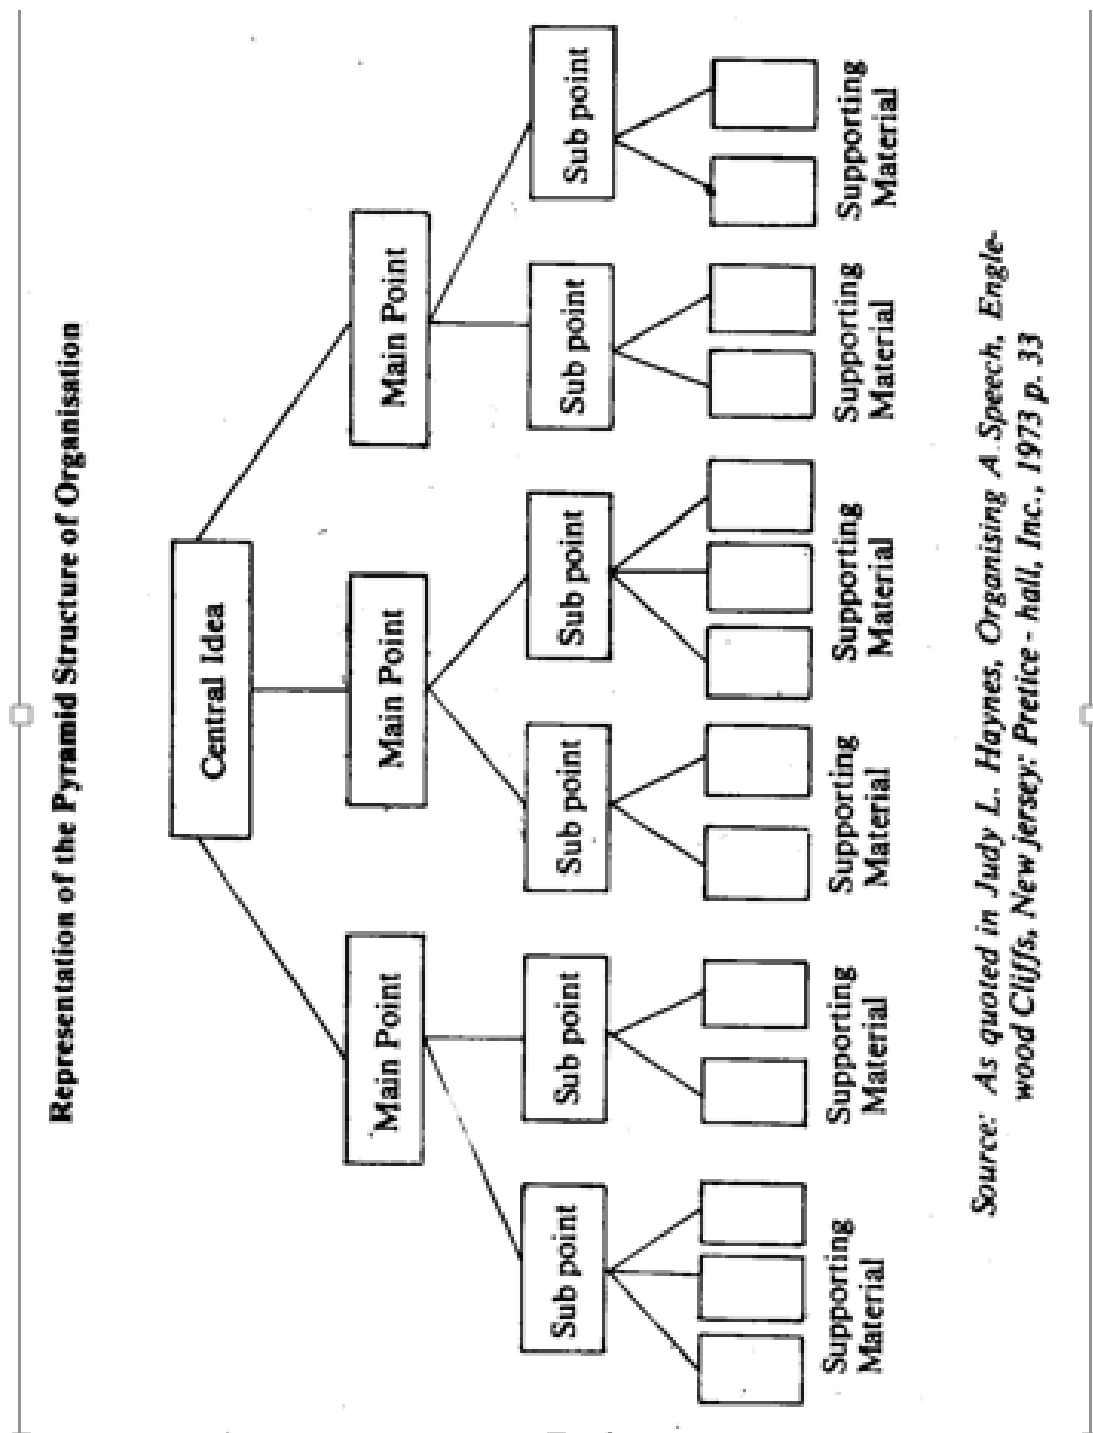 Representation of the Pyramid Structure of Organisation
Central Idea
Main Point
Main Point
Main Point
Sub point
Sub point
Sub point
Sub point
Sub point
Sub point
Supporting
Material
Supporting
Material
Supporting
Material
Supporting
Material
Supporting
Material
Supporting
Material
Source: As quoted in Judy L. Haynes, Organising A Speech, Engle-
wood Cliffs, New jersey: Pretice - hall, Inc., 1973 p. 33